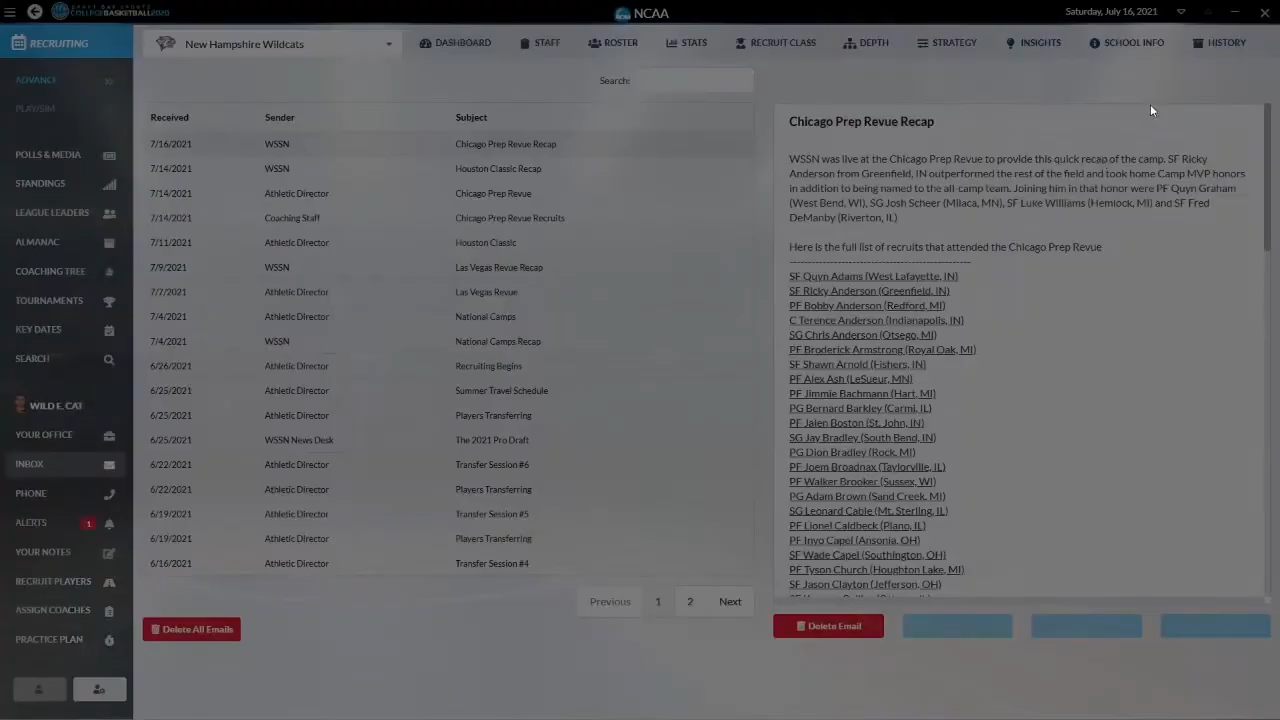 DRAFT DAY SPORTS
COLLEGE BASKETBALL 2020
NCAA
Saturday, July 16, 2021
RECRUITING
New Hampshire Wildcats
DASHBOARD
STAFF
ROSTER
STATS
RECRUIT CLASS
DEPTH
STRATEGY
INSIGHTS
SCHOOL INFO
HISTORY
ADVANCE
PLAY/SIM
POLLS & MEDIA
STANDINGS
LEAGUE LEADERS
ALMANAC
COACHING TREE
TOURNAMENTS
KEY DATES
SEARCH
WILD E. CAT
YOUR OFFICE
INBOX
PHONE
ALERTS 1
YOUR NOTES
RECRUIT PLAYERS
ASSIGN COACHES
PRACTICE PLAN
Search:
Received Sender Subject
7/16/2021 WSSN Chicago Prep Revue Recap
7/14/2021 WSSN Houston Classic Recap
7/14/2021 Athletic Director Chicago Prep Revue
7/14/2021 Coaching Staff Chicago Prep Revue Recruits
7/11/2021 Athletic Director Houston Classic
7/9/2021 WSSN Las Vegas Revue Recap
7/7/2021 Athletic Director Las Vegas Revue
7/4/2021 Athletic Director National Camps
7/4/2021 WSSN National Camps Recap
6/26/2021 Athletic Director Recruiting Begins
6/25/2021 Athletic Director Summer Travel Schedule
6/25/2021 Athletic Director Players Transferring
6/25/2021 WSSN News Desk The 2021 Pro Draft
6/22/2021 Athletic Director Transfer Session #6
6/22/2021 Athletic Director Players Transferring
6/19/2021 Athletic Director Transfer Session #5
6/19/2021 Athletic Director Players Transferring
6/16/2021 Athletic Director Transfer Session #4
Previous 1 2 Next
Delete All Emails
Chicago Prep Revue Recap
WSSN was live at the Chicago Prep Revue to provide this quick recap of the camp. SF Ricky
Anderson from Greenfield, IN outperformed the rest of the field and took home Camp MVP honors
in addition to being named to the all-camp team. Joining him in that honor were PF Quyn Graham
(West Bend, WI), SG Josh Scheer (Milaca, MN), SF Luke Williams (Hemlock, MI) and SF Fred
DeManby (Riverton, IL)
Here is the full list of recruits that attended the Chicago Prep Revue
------------------------------------------------
SF Quyn Adams (West Lafayette, IN)
SF Ricky Anderson (Greenfield, IN)
PF Bobby Anderson (Redford, MI)
C Terence Anderson (Indianapolis, IN)
SG Chris Anderson (Otsego, MI)
PF Broderick Armstrong (Royal Oak, MI)
SF Shawn Arnold (Fishers, IN)
PF Alex Ash (LeSueur, MN)
PF Jimmie Bachmann (Hart, MI)
PG Bernard Barkley (Carmi, IL)
PF Jalen Boston (St. John, IN)
SG Jay Bradley (South Bend, IN)
PG Dion Bradley (Rock, MI)
PF Joem Broadnax (Taylorville, IL)
PF Walker Brooker (Sussex, WI)
PG Adam Brown (Sand Creek, MI)
SG Leonard Cable (Mt. Sterling, IL)
PF Lionel Caldbeck (Plano, IL)
PF Inyo Capel (Ansonia, OH)
SF Wade Capel (Southington, OH)
PF Tyson Church (Houghton Lake, MI)
SF Jason Clayton (Jefferson, OH)
Delete Email